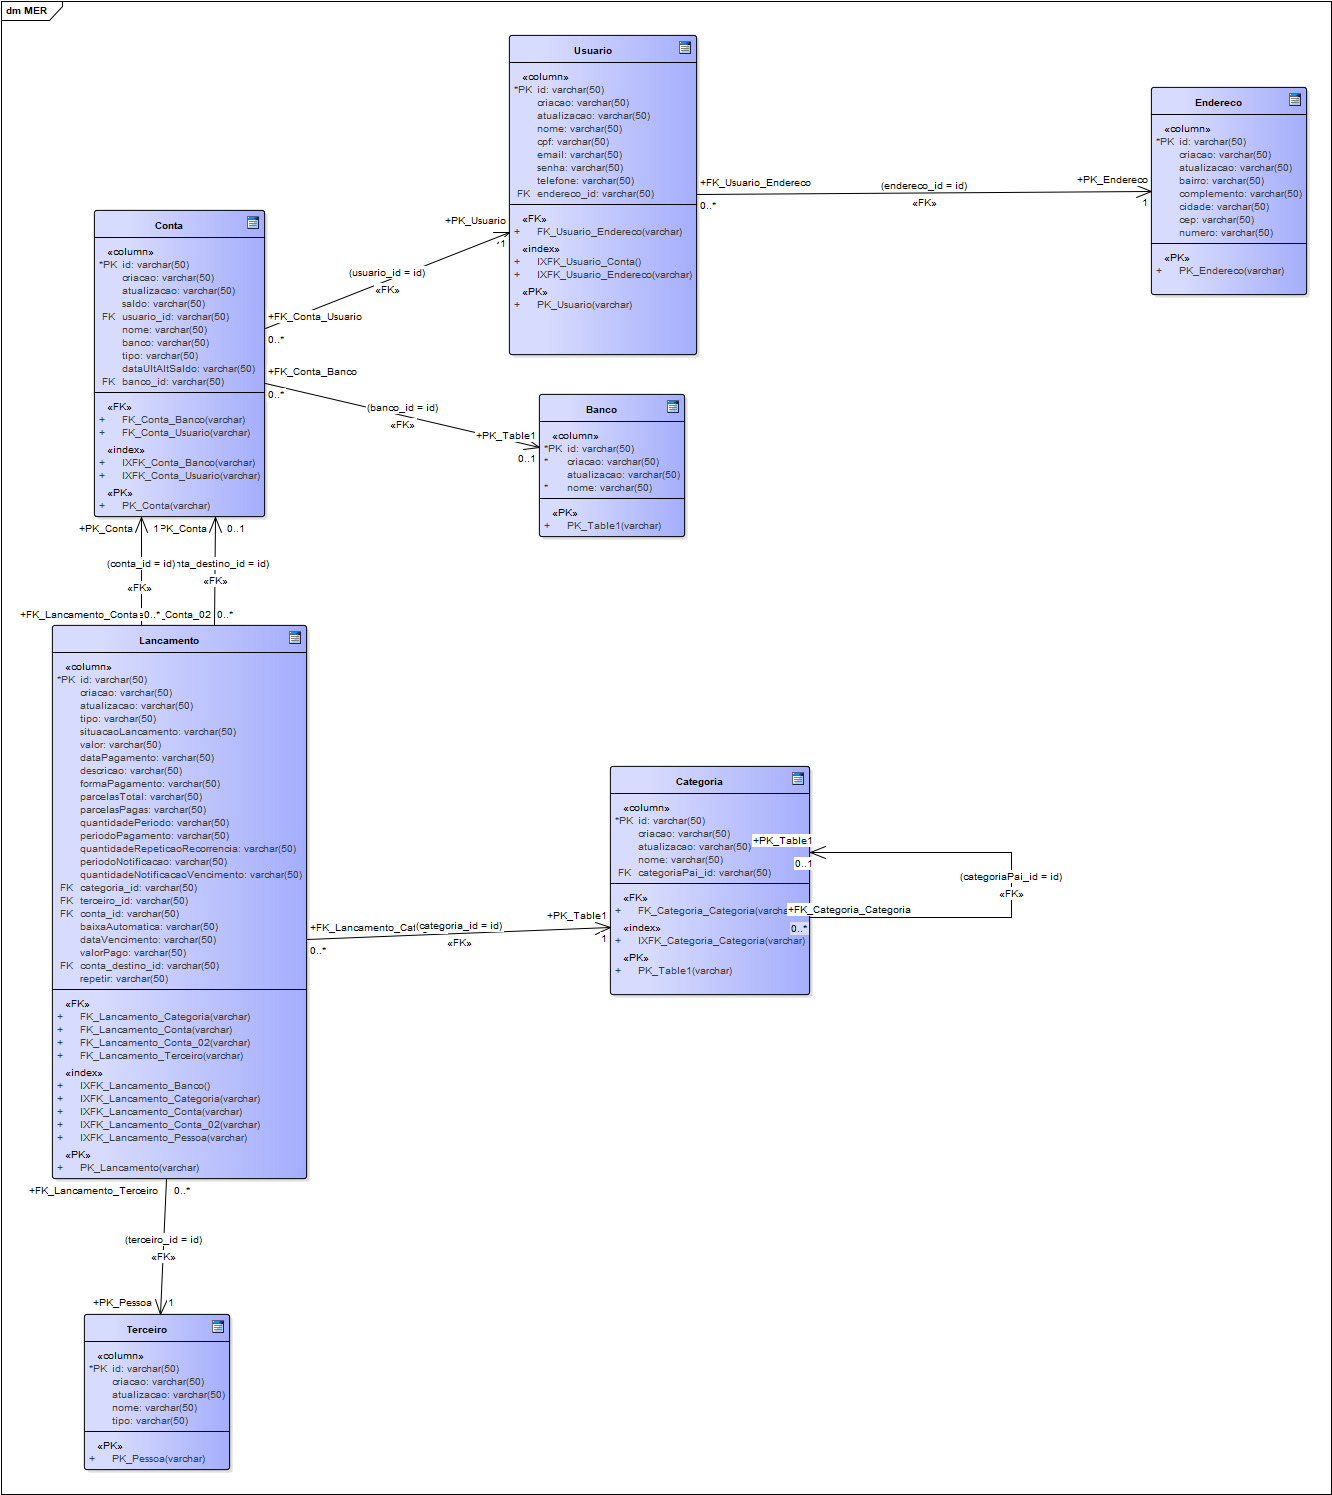 dm MER
Usuario
«column»
*PK id: varchar(50)
criacao: varchar(50)
atualizacao: varchar(50)
nome: varchar(50)
cpf: varchar(50)
email: varchar(50)
senha: varchar(50)
telefone: varchar(50)
FK endereco_id: varchar(50)
«FK»
+ FK_Usuario_Endereco(varchar)
«index»
+ IXFK_Usuario_Conta()
+ IXFK_Usuario_Endereco(varchar)
«PK»
+ PK_Usuario(varchar)
+FK_Usuario_Endereco
0..*
(endereco_id = id)
«FK»
+PK_Endereco
1
Endereco
«column»
*PK id: varchar(50)
criacao: varchar(50)
atualizacao: varchar(50)
bairro: varchar(50)
complemento: varchar(50)
cidade: varchar(50)
cep: varchar(50)
numero: varchar(50)
«PK»
+ PK_Endereco(varchar)
Conta
«column»
*PK id: varchar(50)
criacao: varchar(50)
atualizacao: varchar(50)
saldo: varchar(50)
FK usuario_id: varchar(50)
nome: varchar(50)
banco: varchar(50)
tipo: varchar(50)
dataUltAltSaldo: varchar(50)
FK banco_id: varchar(50)
«FK»
+ FK_Conta_Banco(varchar)
+ FK_Conta_Usuario(varchar)
«index»
+ IXFK_Conta_Banco(varchar)
+ IXFK_Conta_Usuario(varchar)
«PK»
+ PK_Conta(varchar)
+PK_Usuario
1
(usuario_id = id)
«FK»
+FK_Conta_Usuario
0..*
+FK_Conta_Banco
0..*
(banco_id = id)
«FK»
+PK_Table1
0..1
Banco
«column»
*PK id: varchar(50)
* criacao: varchar(50)
atualizacao: varchar(50)
* nome: varchar(50)
«PK»
+ PK_Table1(varchar)
+PK_Conta 1 PK_Conta 0..1
(conta_id = id) nta_destino_id = id)
«FK» «FK»
+FK_Lancamento_Conta 0..* _Conta_02 0..*
Lancamento
«column»
*PK id: varchar(50)
criacao: varchar(50)
atualizacao: varchar(50)
tipo: varchar(50)
situacaoLancamento: varchar(50)
valor: varchar(50)
dataPagamento: varchar(50)
descricao: varchar(50)
formaPagamento: varchar(50)
parcelasTotal: varchar(50)
parcelasPagas: varchar(50)
quantidadePeriodo: varchar(50)
periodoPagamento: varchar(50)
quantidadeRepeticaoRecorrencia: varchar(50)
periodoNotificacao: varchar(50)
quantidadeNotificacaoVencimento: varchar(50)
FK categoria_id: varchar(50)
FK terceiro_id: varchar(50)
FK conta_id: varchar(50)
baixaAutomatica: varchar(50)
dataVencimento: varchar(50)
valorPago: varchar(50)
FK conta_destino_id: varchar(50)
repetir: varchar(50)
«FK»
+ FK_Lancamento_Categoria(varchar)
+ FK_Lancamento_Conta(varchar)
+ FK_Lancamento_Conta_02(varchar)
+ FK_Lancamento_Terceiro(varchar)
«index»
+ IXFK_Lancamento_Banco()
+ IXFK_Lancamento_Categoria(varchar)
+ IXFK_Lancamento_Conta(varchar)
+ IXFK_Lancamento_Conta_02(varchar)
+ IXFK_Lancamento_Pessoa(varchar)
«PK»
+ PK_Lancamento(varchar)
+FK_Lancamento_Cat (categoria_id = id)
0..*
«FK»
+PK_Table1
1
Categoria
«column»
*PK id: varchar(50)
criacao: varchar(50)
atualizacao: varchar(50)
nome: varchar(50)
FK categoriaPai_id: varchar(50)
«FK»
+ FK_Categoria_Categoria(varcha
«index»
+ IXFK_Categoria_Categoria(varchar)
«PK»
+ PK_Table1(varchar)
+PK_Table1
0..1
(categoriaPai_id = id)
«FK»
+FK_Categoria_Categoria
0..*
+FK_Lancamento_Terceiro 0..*
(terceiro_id = id)
«FK»
+PK_Pessoa 1
Terceiro
«column»
*PK id: varchar(50)
criacao: varchar(50)
atualizacao: varchar(50)
nome: varchar(50)
tipo: varchar(50)
«PK»
+ PK_Pessoa(varchar)